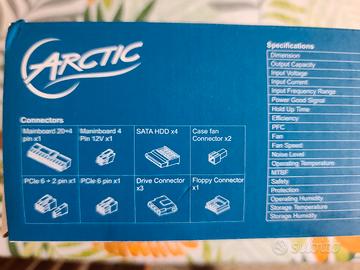 ARCTIC
Connectors
Mainboard 20+4
pin x1
Maninboard 4
Pin 12V x1
SATA HDD x4
Case fan
Connector x2
PCIe 6 + 2 pin x1
PCIe 6 pin x1
Drive Connector
x3
Floppy Connector
x1
Specifications
Dimension
Output Capacity
Input Voltage
Input Current
Input Frequency Range
Power Good Signal
Hold Up Time
Efficiency
PFC
Fan
Fan Speed
Noise Level
Operating Temperature
MTBF
Safety
Protection
Operating Humidity
Storage Temperature
Storage Humidity
subito